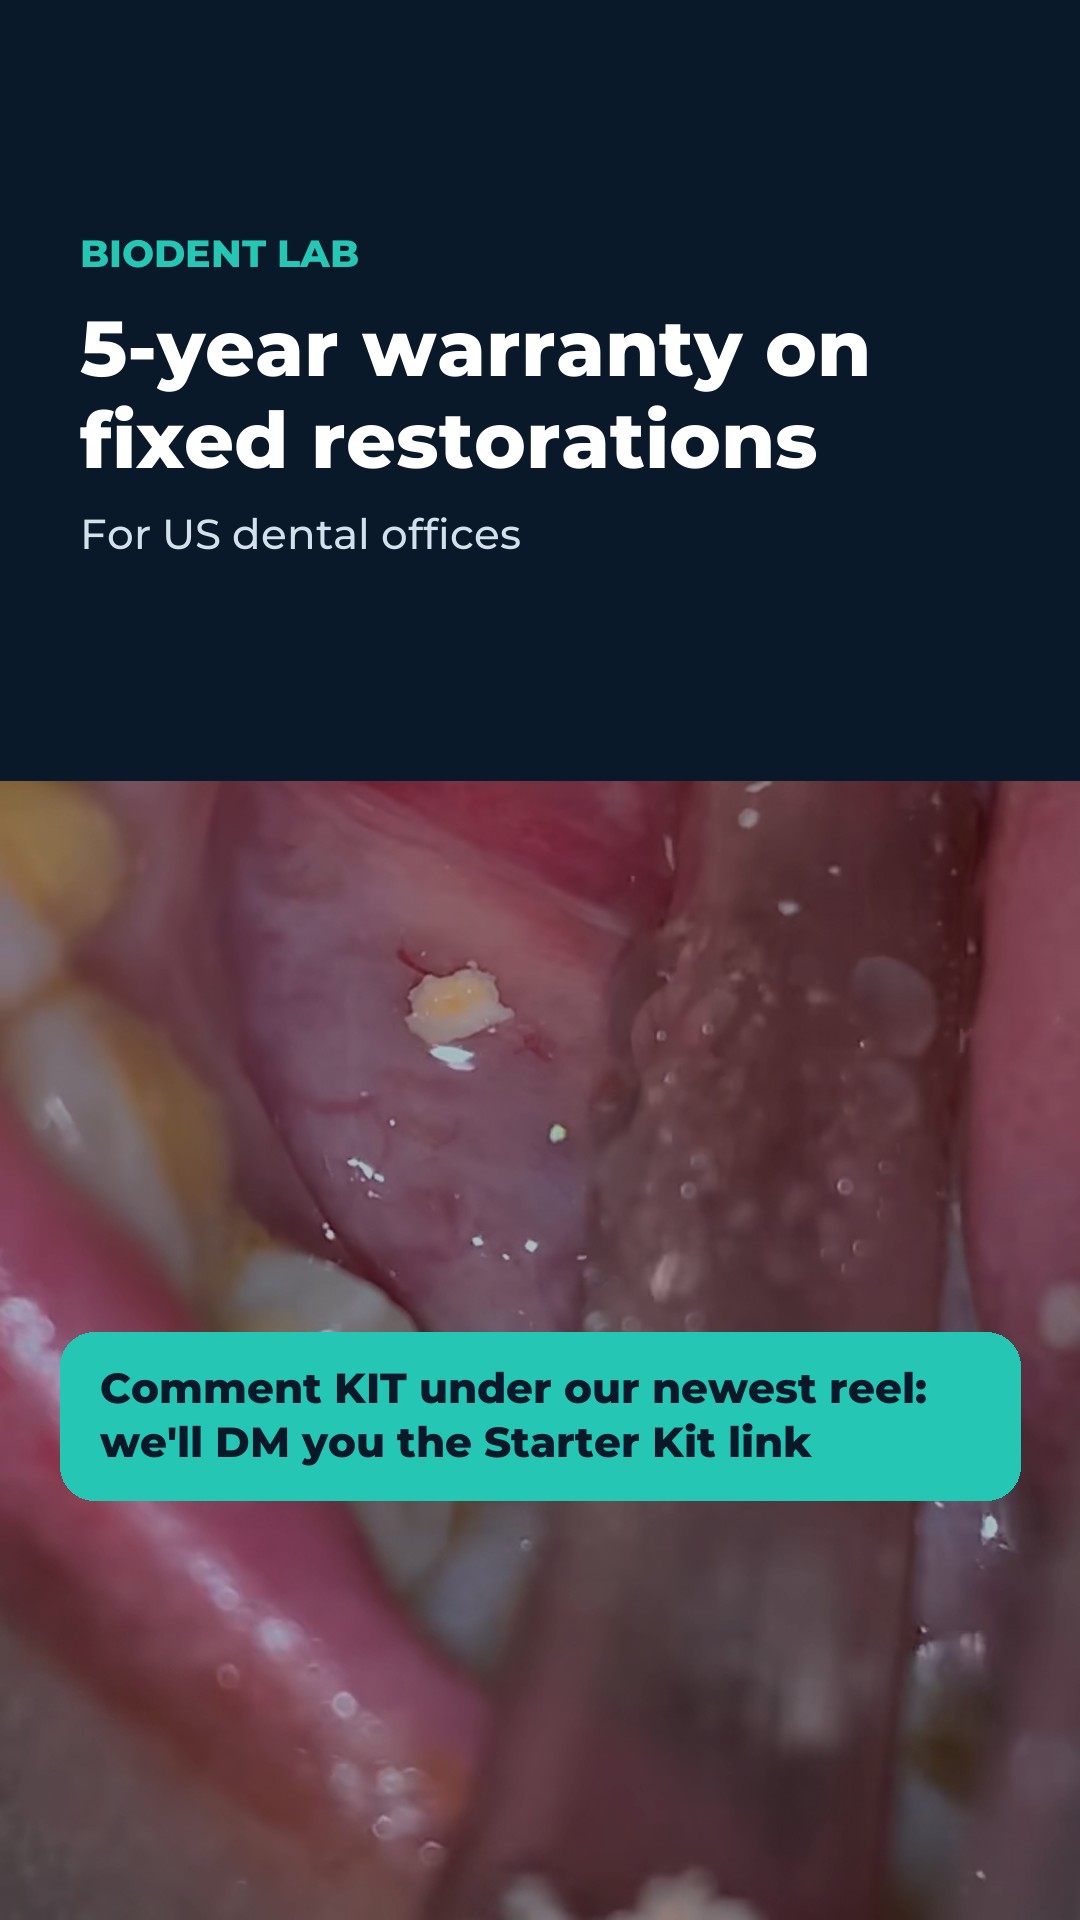 BIODENT LAB
5-year warranty on
fixed restorations
For US dental offices
Comment KIT under our newest reel:
we'll DM you the Starter Kit link